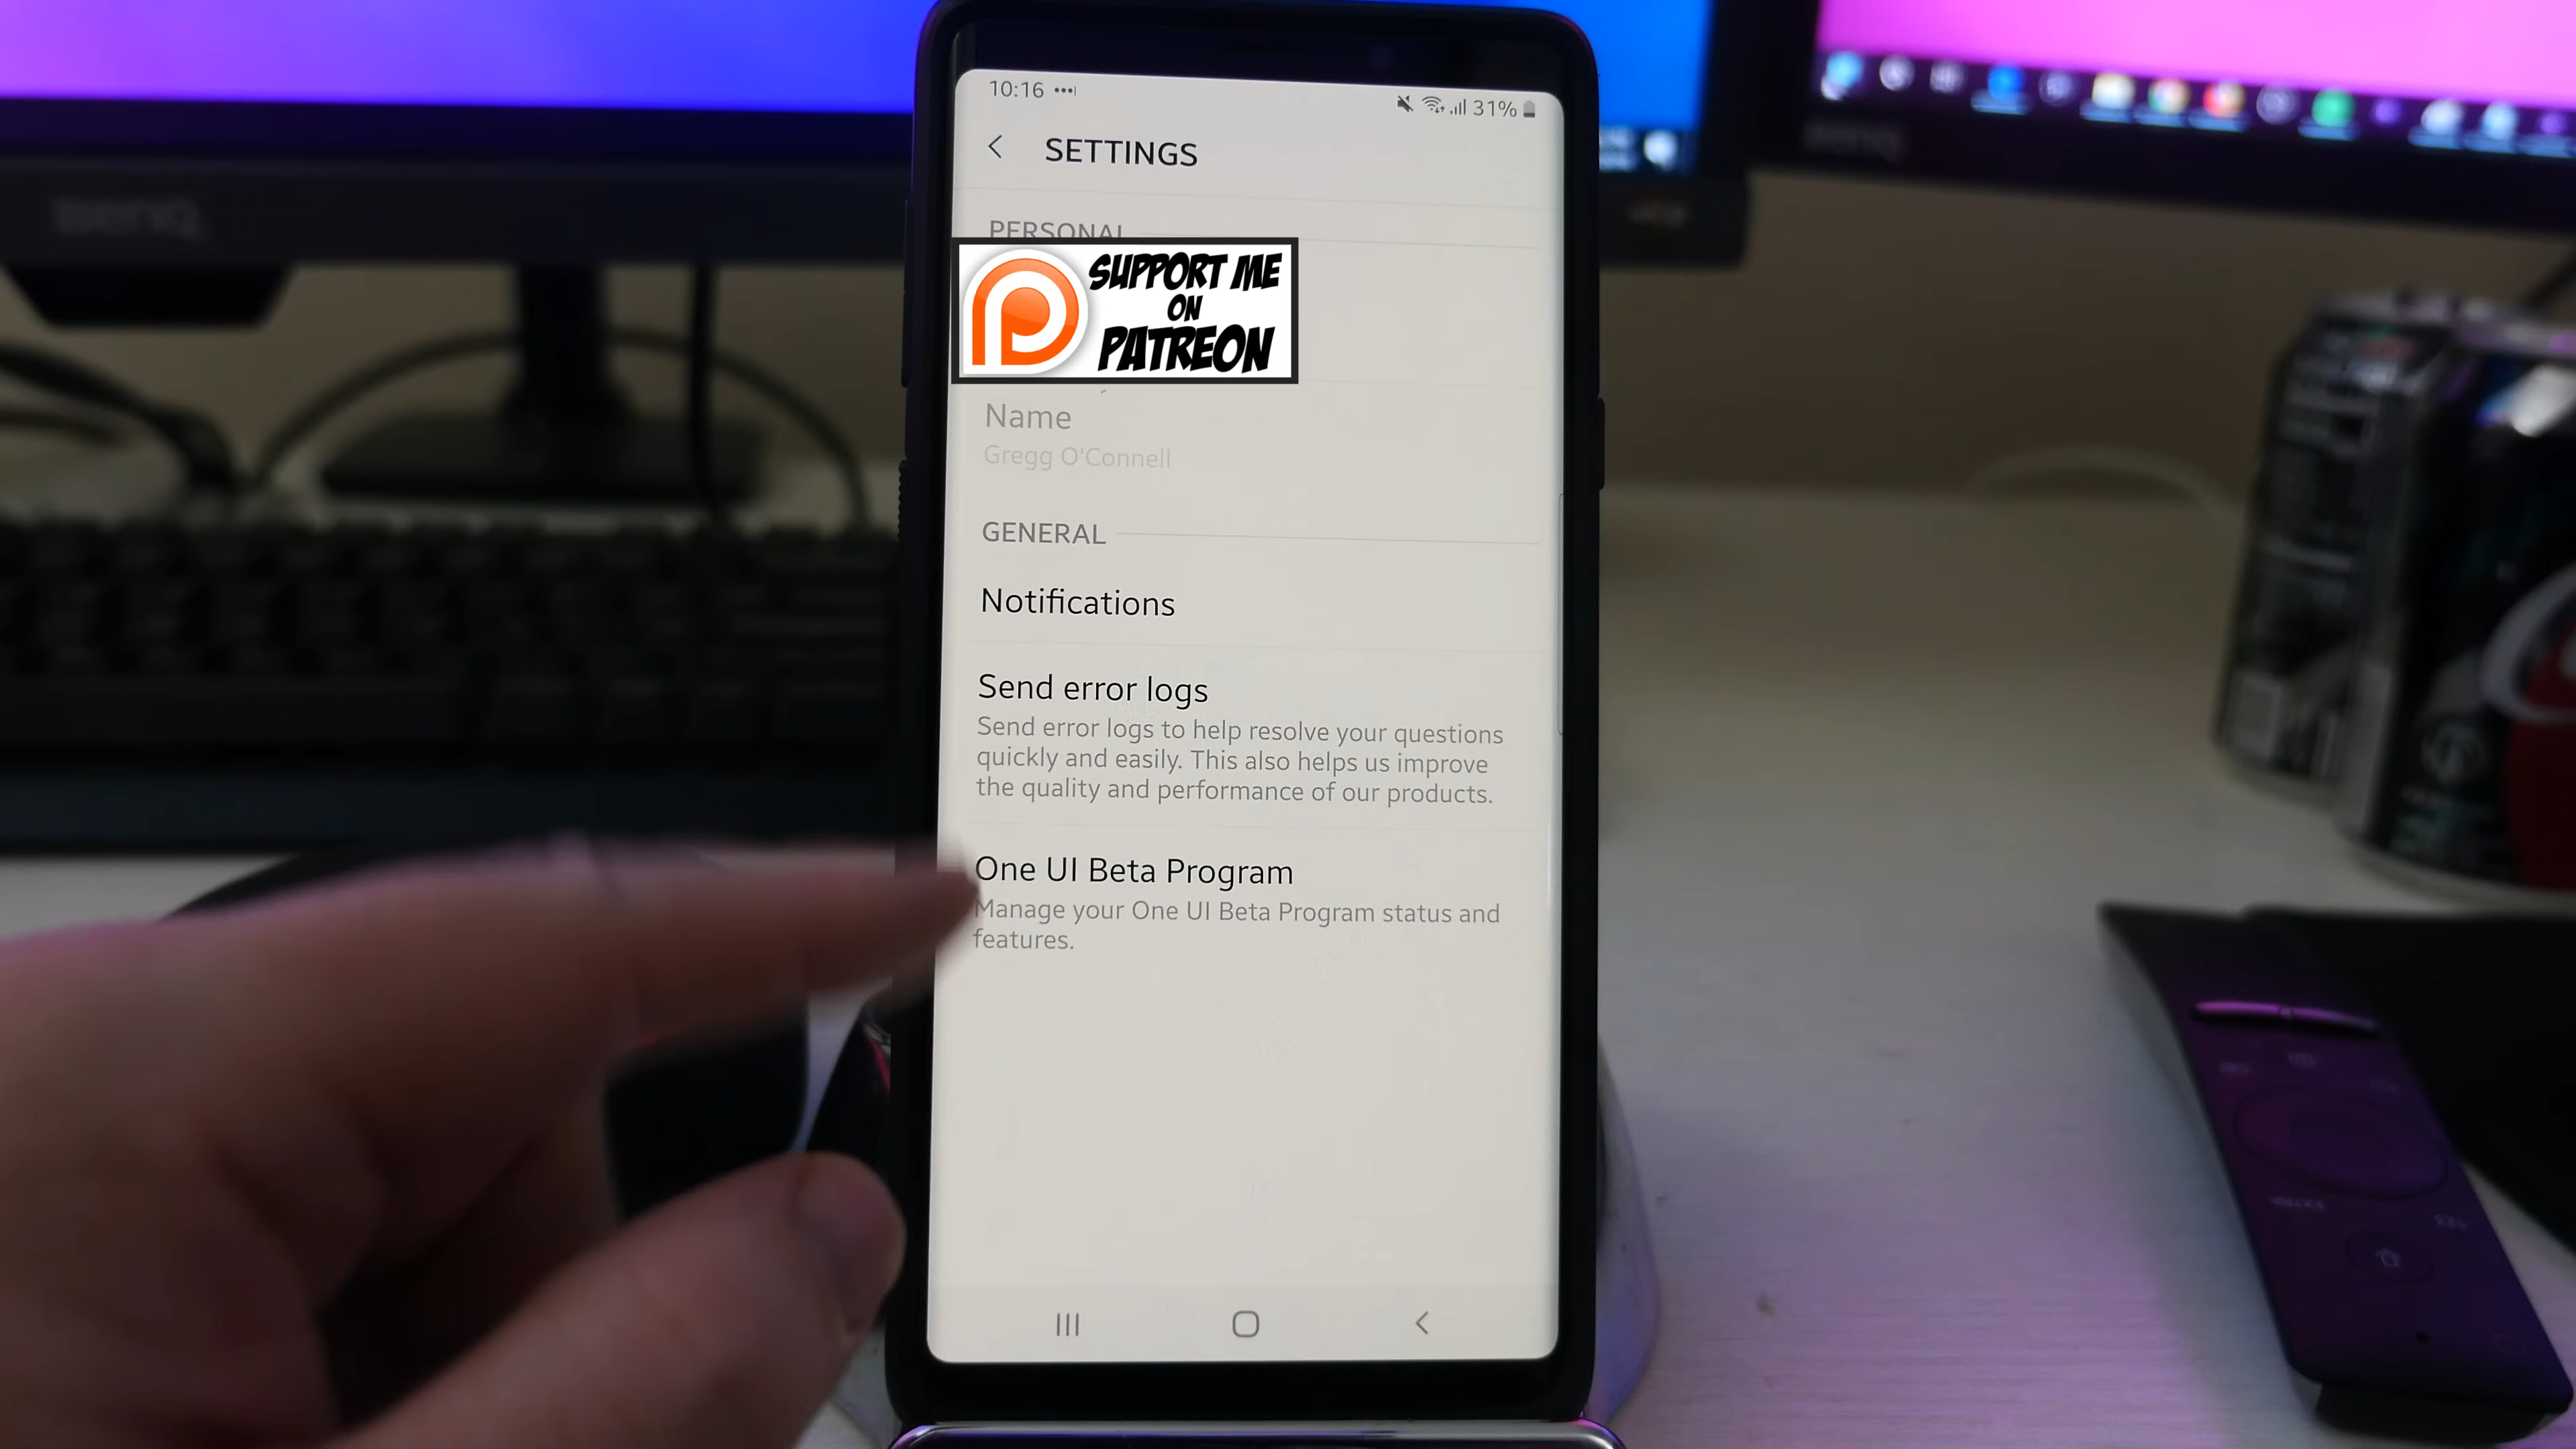 10:16
31%
SETTINGS
PERSONAL
SUPPORT ME
ON
PATREON
Name
Gregg O'Connell
GENERAL
Notifications
Send error logs
Send error logs to help resolve your questions
quickly and easily. This also helps us improve
the quality and performance of our products.
One UI Beta Program
Manage your One UI Beta Program status and
features.
BenQ